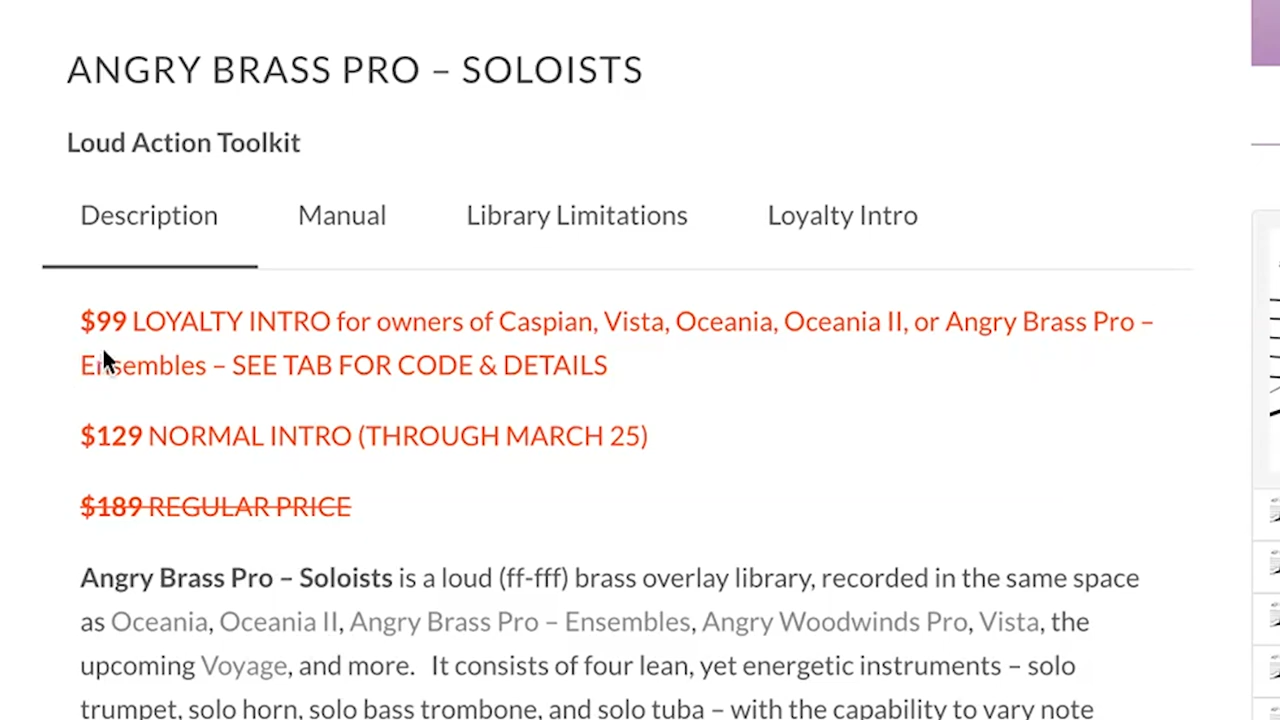 ANGRY BRASS PRO – SOLOISTS
Loud Action Toolkit
Description Manual Library Limitations Loyalty Intro
$99 LOYALTY INTRO for owners of Caspian, Vista, Oceania, Oceania II, or Angry Brass Pro –
Ensembles – SEE TAB FOR CODE & DETAILS
$129 NORMAL INTRO (THROUGH MARCH 25)
$189 REGULAR PRICE
Angry Brass Pro – Soloists is a loud (ff-fff) brass overlay library, recorded in the same space
as Oceania, Oceania II, Angry Brass Pro – Ensembles, Angry Woodwinds Pro, Vista, the
upcoming Voyage, and more. It consists of four lean, yet energetic instruments – solo
trumpet, solo horn, solo bass trombone, and solo tuba – with the capability to vary note